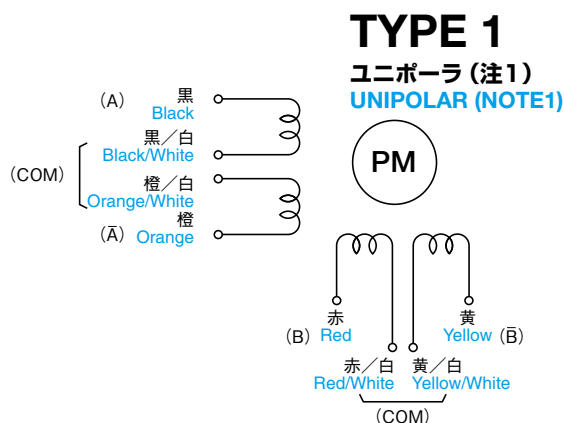 TYPE 1
ユニポーラ（注1）
UNIPOLAR (NOTE1)
PM
(A) 黒
Black
黒／白
Black/White
(COM)
橙／白
Orange/White
橙
(Ā) Orange
赤
(B) Red
黄
Yellow (B̄)
赤／白
Red/White
黄／白
Yellow/White
(COM)